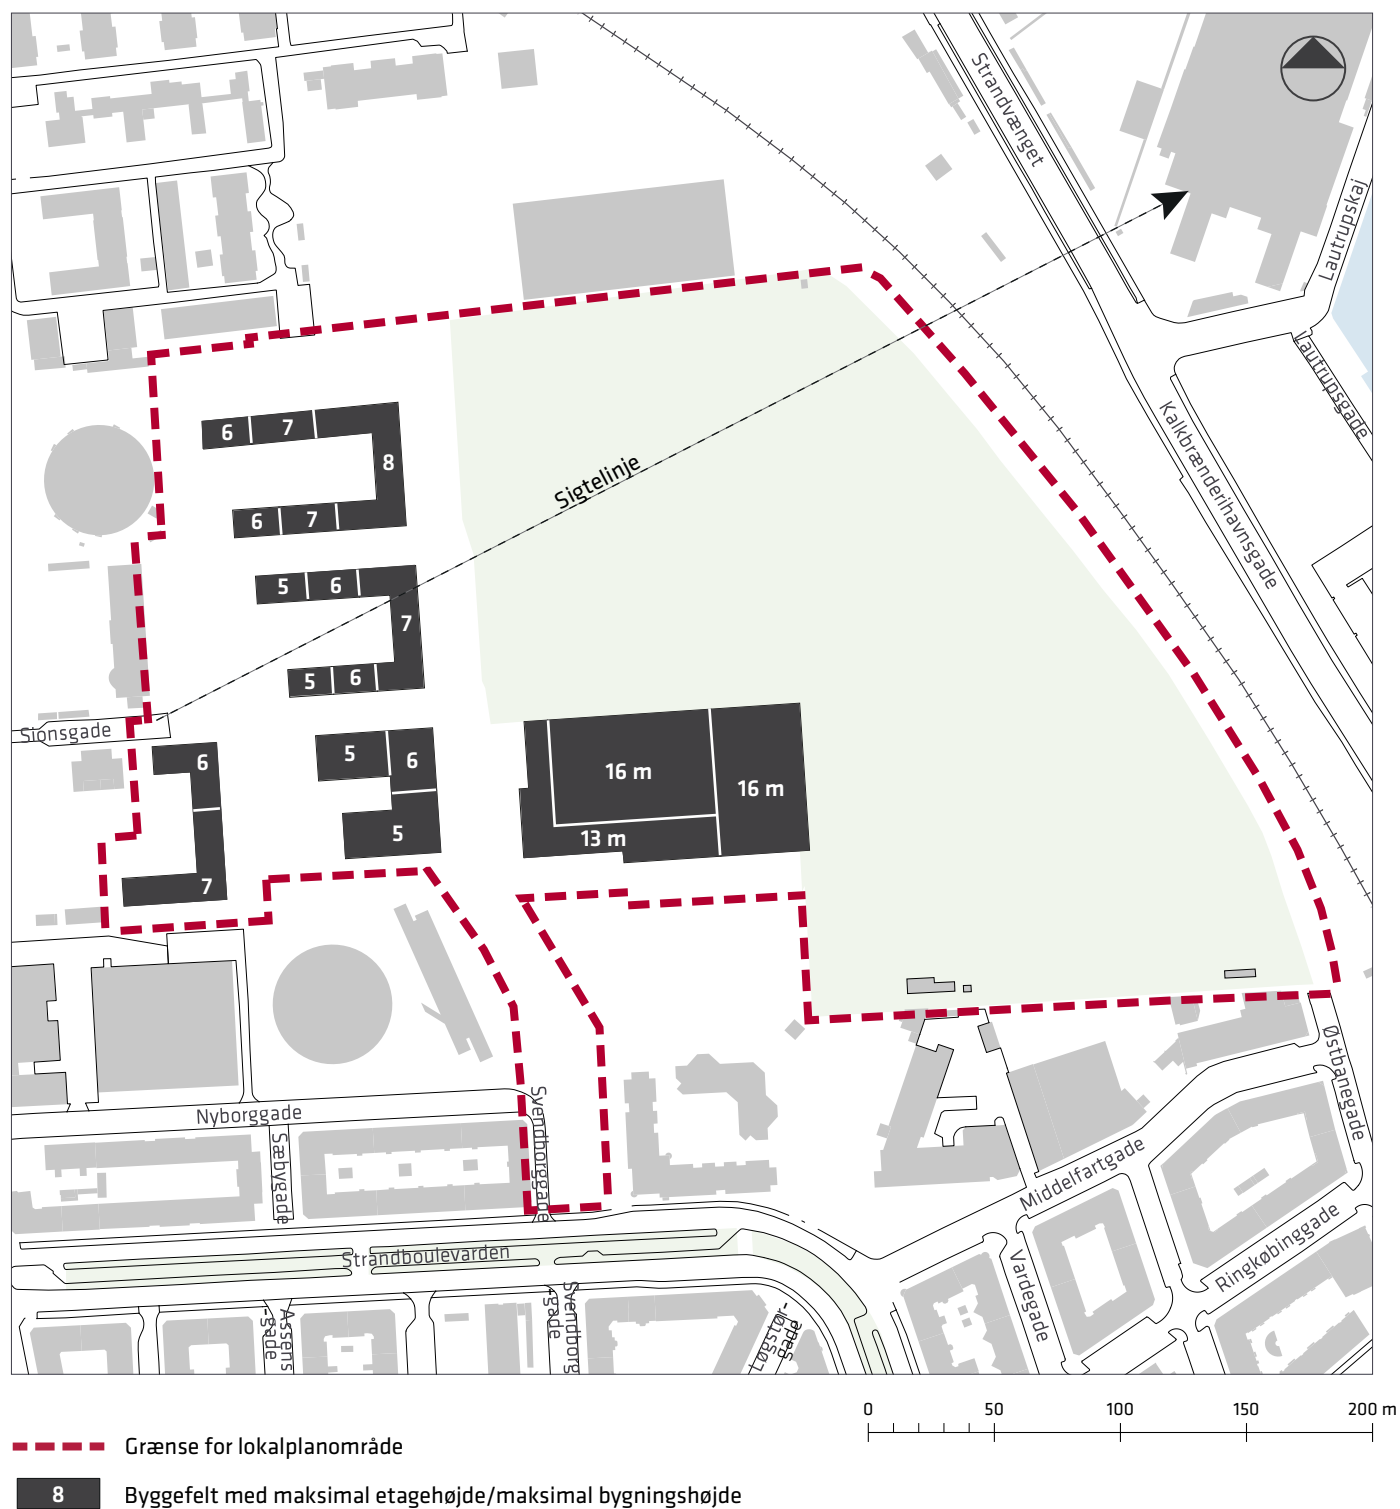 Strandvænget
Lautrupskaj
Lautrupsgade
Kalkbrænderihavnsgade
Sigtelinje
6
7
8
6
7
5
6
7
5
6
Sionsgade
6
7
5
6
5
16 m
16 m
13 m
Østbanegade
Nyborggade
Sæbygade
Svendborggade
Middelfartgade
Strandboulevarden
Vardegade
Ringkøbinggade
Assens-
gade
Svendborg-
gade
Løgstør-
gade
0 50 100 150 200 m
Grænse for lokalplanområde
8 Byggefelt med maksimal etagehøjde/maksimal bygningshøjde